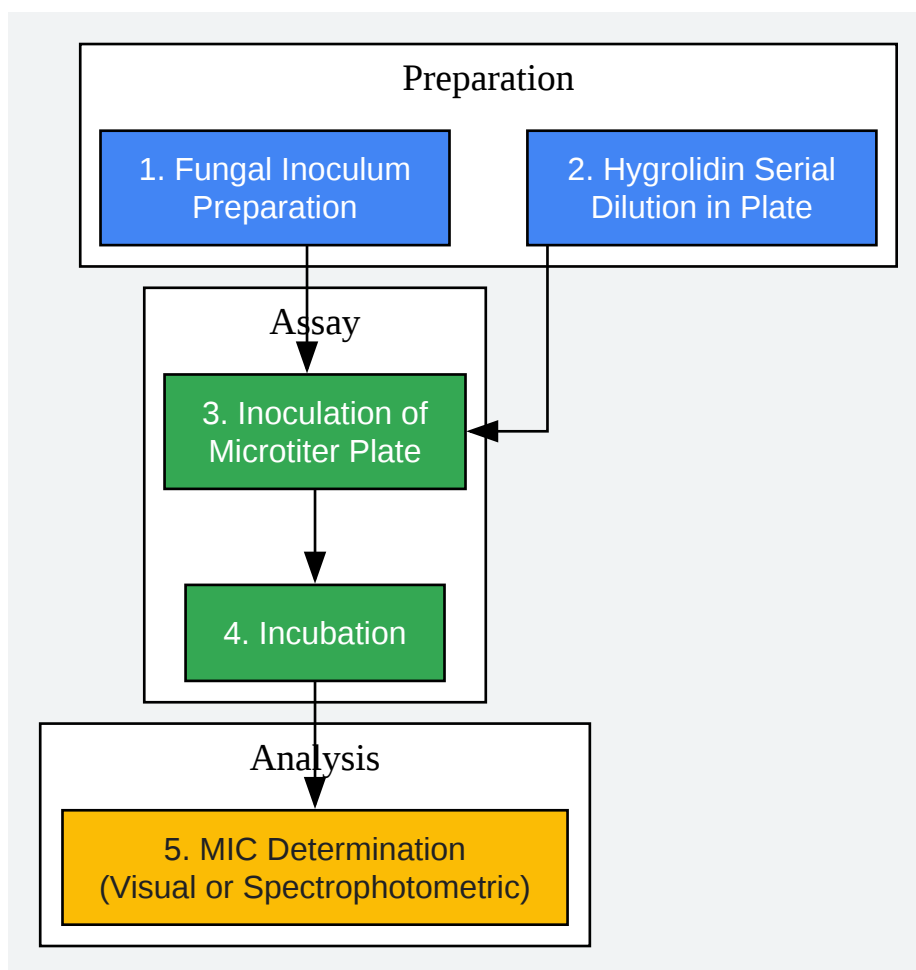 Preparation
1. Fungal Inoculum
Preparation
2. Hygrolidin Serial
Dilution in Plate
Assay
3. Inoculation of
Microtiter Plate
4. Incubation
Analysis
5. MIC Determination
(Visual or Spectrophotometric)